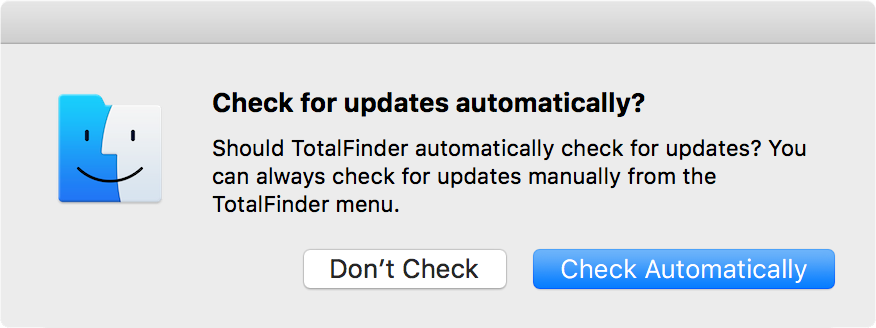 Check for updates automatically?
Should TotalFinder automatically check for updates? You
can always check for updates manually from the
TotalFinder menu.
Don’t Check
Check Automatically